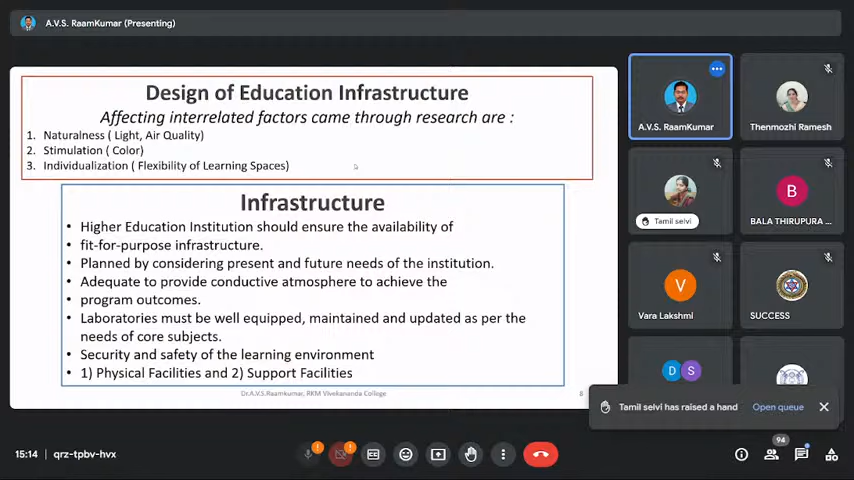 A.V.S. RaamKumar (Presenting)
Design of Education Infrastructure
Affecting interrelated factors came through research are :
1. Naturalness ( Light, Air Quality)
2. Stimulation ( Color)
3. Individualization ( Flexibility of Learning Spaces)
Infrastructure
• Higher Education Institution should ensure the availability of
• fit-for-purpose infrastructure.
• Planned by considering present and future needs of the institution.
• Adequate to provide conductive atmosphere to achieve the
• program outcomes.
• Laboratories must be well equipped, maintained and updated as per the
needs of core subjects.
• Security and safety of the learning environment
• 1) Physical Facilities and 2) Support Facilities
Dr.A.V.S.Raamkumar, RKM Vivekananda College
8
A.V.S. RaamKumar
Thenmozhi Ramesh
Tamil selvi
B
BALA THIRUPURA ...
V
Vara Lakshmi
SUCCESS
D S
Tamil selvi has raised a hand
Open queue
15:14
qrz-tpbv-hvx
94